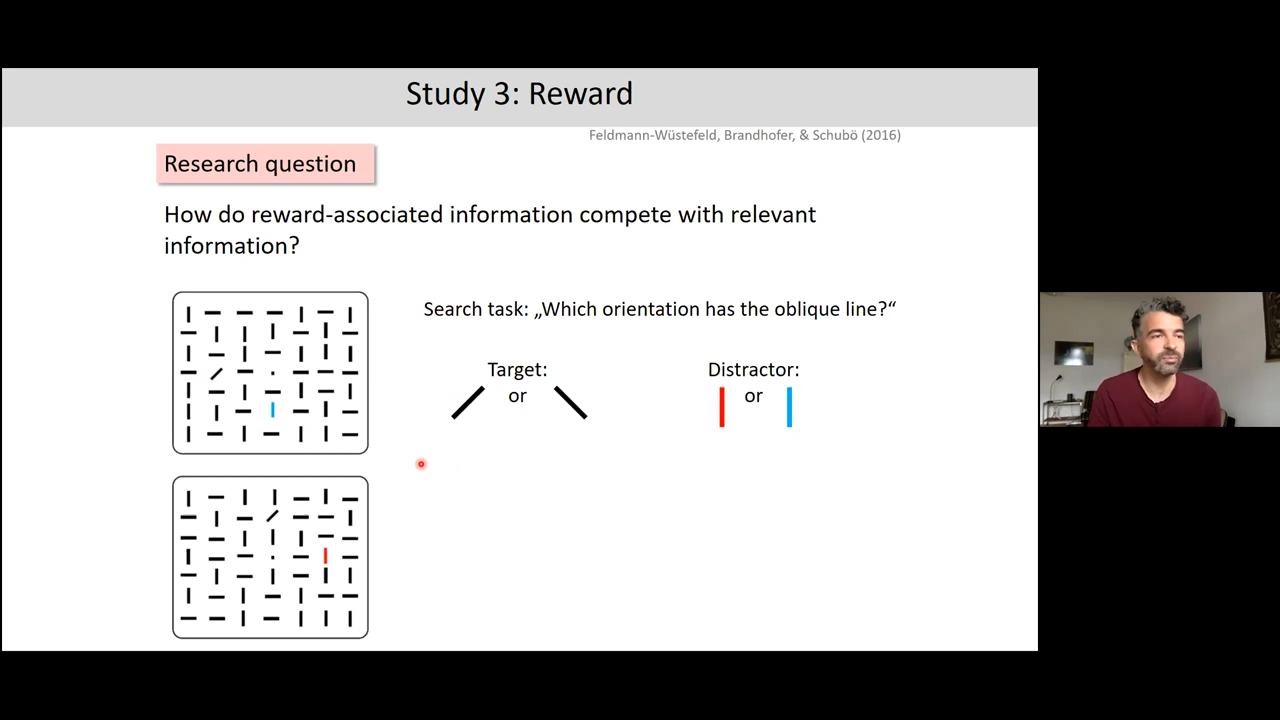 Study 3: Reward
Feldmann-Wüstefeld, Brandhofer, & Schubö (2016)
Research question
How do reward-associated information compete with relevant
information?
Search task: „Which orientation has the oblique line?“
Target:
or
Distractor:
or